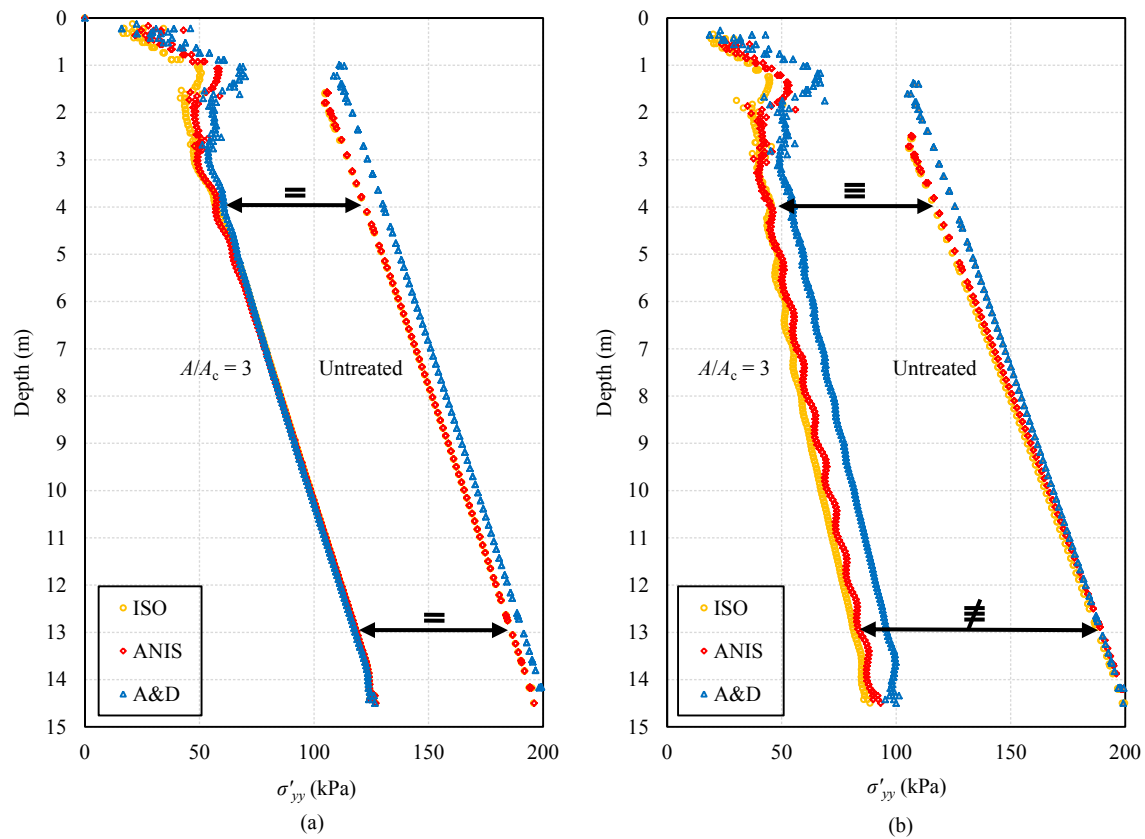 0
1
2
3
4
5
6
7
8
9
10
11
12
13
14
15
0 50 100 150 200
Depth (m)
σ′yy (kPa)
(a)
A/Ac = 3
Untreated
=
=
ISO
ANIS
A&D
0
1
2
3
4
5
6
7
8
9
10
11
12
13
14
15
0 50 100 150 200
Depth (m)
σ′yy (kPa)
(b)
A/Ac = 3
Untreated
≡
≢
ISO
ANIS
A&D